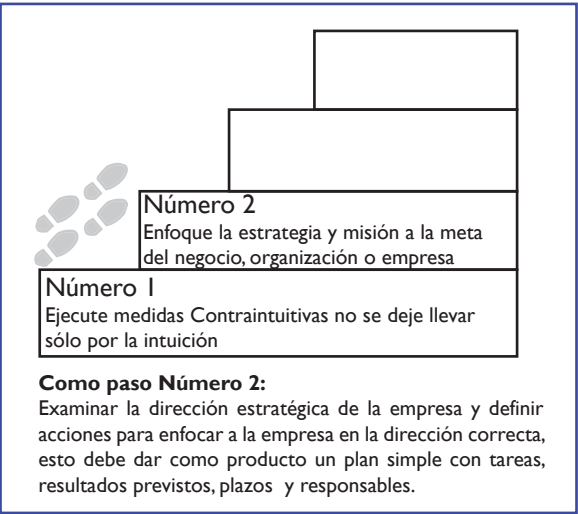 Número 2
Enfoque la estrategia y misión a la meta
del negocio, organización o empresa
Número 1
Ejecute medidas Contraintuitivas no se deje llevar
sólo por la intuición
Como paso Número 2:
Examinar la dirección estratégica de la empresa y definir
acciones para enfocar a la empresa en la dirección correcta,
esto debe dar como producto un plan simple con tareas,
resultados previstos, plazos y responsables.